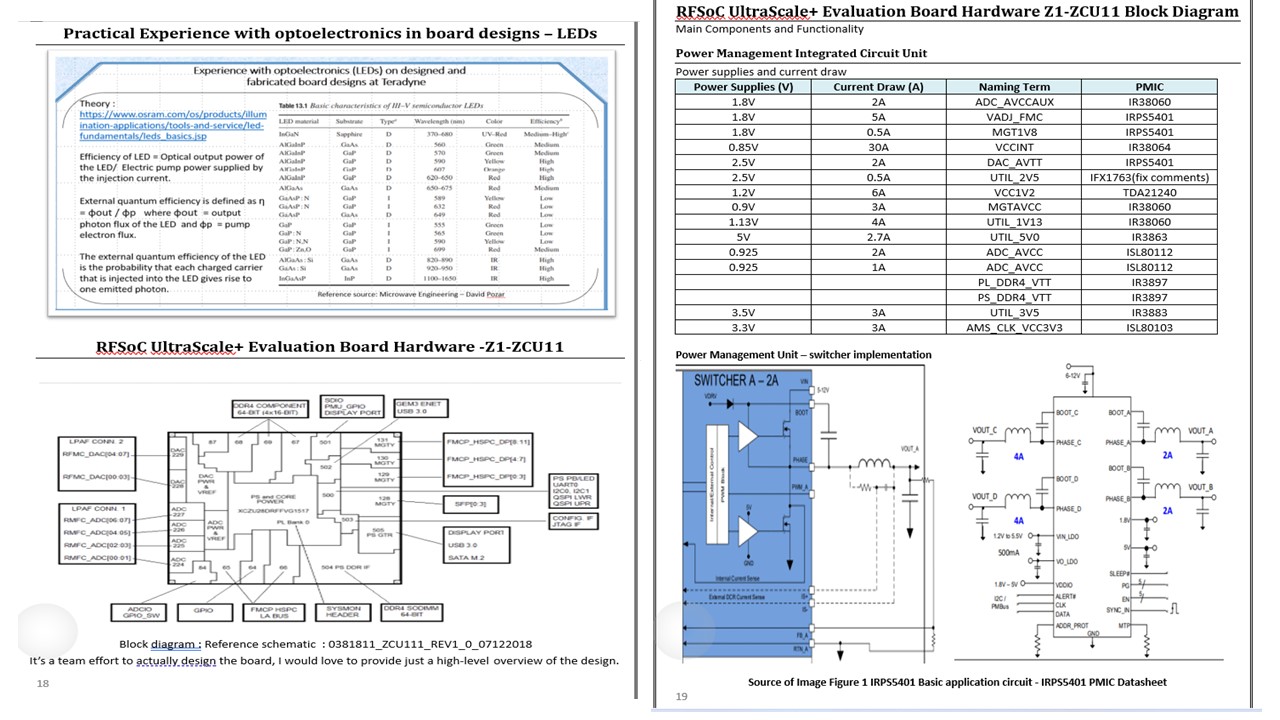 Practical Experience with optoelectronics in board designs – LEDs
Experience with optoelectronics (LEDs) on designed and
fabricated board designs at Teradyne
Theory :
https://www.osram.com/os/products/illum
ination-applications/tools-and-service/led-
fundamentals/leds_basics.jsp
Efficiency of LED = Optical output power of
the LED/ Electric pump power supplied by
the injection current.
External quantum efficiency is defined as η
= ϕout / ϕp   where ϕout  = output
photon flux of the LED  and ϕp  = pump
electron flux.
The external quantum efficiency of the LED
is the probability that each charged carrier
that is injected into the LED gives rise to
one emitted photon.
Table 13.1 Basic characteristics of III–V semiconductor LEDs
LED material Substrate Typeᵃ Wavelength (nm) Color Efficiencyᵇ
InGaN Sapphire D 370–680 UV–Red Medium–Highᶜ
AlGaInP GaAs D 560 Green Medium
AlGaInP GaP D 570 Green High
AlGaInP GaP D 590 Yellow High
AlGaInP GaP D 607 Orange High
AlGaInP GaP D 620–650 Red High
AlGaAs GaAs D 650–675 Red Medium
GaAsP : N GaP I 589 Yellow Low
GaAsP : N GaP I 632 Red Low
GaAsP GaAs D 649 Red Low
GaP GaP I 555 Green Low
GaP : N GaP I 565 Green Low
GaP : N,N GaP I 590 Yellow Low
GaP : Zn,O GaP I 699 Red Medium
AlGaAs : Si GaAs D 820–890 IR High
GaAs : Si GaAs D 920–950 IR High
InGaAsP InP D 1100–1650 IR High
Reference source: Microwave Engineering – David Pozar
RFSoC UltraScale+ Evaluation Board Hardware -Z1-ZCU11
DDR4 COMPONENT
64-BIT (4x16-BIT)
SDIO
PMU_GPIO
DISPLAY PORT
GEM3 ENET
USB 3.0
LPAF CONN. 2
RFMC_DAC[04:07]
RFMC_DAC[00:03]
LPAF CONN. 1
RMFC_ADC[06:07]
RMFC_ADC[04:05]
RMFC_ADC[02:03]
RMFC_ADC[00:01]
87
68
69
67
501
502
500
503
DAC
229
DAC
228
ADC
227
ADC
226
ADC
225
ADC
224
DAC
PWR
&
VREF
ADC
PWR
&
VREF
PS and CORE
POWER
XCZU28DRFFVG1517
PL Bank 0
131
MGTY
130
MGTY
129
MGTY
128
MGTY
505
PS GTR
84
65
64
66
504 PS DDR IF
FMCP_HSPC_DP[8:11]
FMCP_HSPC_DP[4:7]
FMCP_HSPC_DP[0:3]
SFP[0:3]
DISPLAY PORT
USB 3.0
SATA M.2
PS PB/LED
UART0
I2C0, I2C1
QSPI LWR
QSPI UPR
CONFIG. IF
JTAG IF
ADCIO
GPIO_SW
GPIO
FMCP HSPC
LA BUS
SYSMON
HEADER
DDR4 SODIMM
64-BIT
Block diagram : Reference schematic  : 0381811_ZCU111_REV1_0_07122018
It’s a team effort to actually design the board, I would love to provide just a high-level overview of the design.
18
RFSoC UltraScale+ Evaluation Board Hardware Z1-ZCU11 Block Diagram
Main Components and Functionality
Power Management Integrated Circuit Unit
Power supplies and current draw
Power Supplies (V) Current Draw (A) Naming Term PMIC
1.8V 2A ADC_AVCCAUX IR38060
1.8V 5A VADJ_FMC IRPS5401
1.8V 0.5A MGT1V8 IRPS5401
0.85V 30A VCCINT IR38064
2.5V 2A DAC_AVTT IRPS5401
2.5V 0.5A UTIL_2V5 IFX1763(fix comments)
1.2V 6A VCC1V2 TDA21240
0.9V 3A MGTAVCC IR38060
1.13V 4A UTIL_1V13 IR38060
5V 2.7A UTIL_5V0 IR3863
0.925 2A ADC_AVCC ISL80112
0.925 1A ADC_AVCC ISL80112
PL_DDR4_VTT IR3897
PS_DDR4_VTT IR3897
3.5V 3A UTIL_3V5 IR3883
3.3V 3A AMS_CLK_VCC3V3 ISL80103
Power Management Unit – switcher implementation
SWITCHER A – 2A
VIN
5-12V
VDRV
BOOT
Internal/External Control
PWM Block
PHASE
VOUT_A
PWM_A
5V
GND
Internal Current Sense
External DCR Current Sense
IS+
IS-
FB_A
RTN_A
6-12V
BOOT_C
BOOT_A
VOUT_C
VOUT_A
PHASE_C
PHASE_A
4A
2A
BOOT_B
BOOT_D
VOUT_D
VOUT_B
PHASE_B
PHASE_D
4A
2A
1.8V
1.2V to 5.5V
VIN_LDO
5V
500mA
VO_LDO
SLEEP#
1.8V – 5V
VDDIO
PG
I2C /
PMBus
ALERT#
CLK
DATA
EN
SYNC_IN
ADDR_PROT
MTP
GND
Source of Image Figure 1 IRPS5401 Basic application circuit - IRPS5401 PMIC Datasheet
19